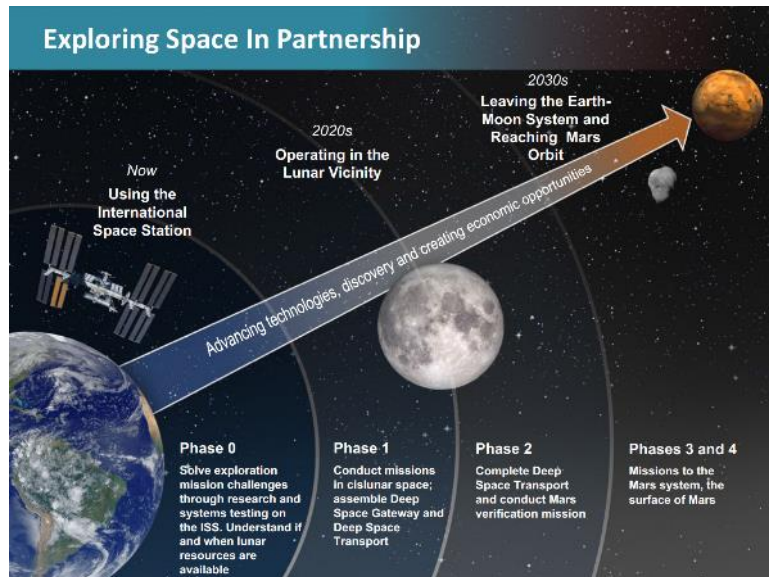 Exploring Space In Partnership
2030s
Leaving the Earth-
Moon System and
Reaching Mars
Orbit
2020s
Operating in the
Lunar Vicinity
Now
Using the
International
Space Station
Advancing technologies, discovery and creating economic opportunities
Phase 0
Solve exploration
mission challenges
through research and
systems testing on
the ISS. Understand if
and when lunar
resources are
available
Phase 1
Conduct missions
in cislunar space;
assemble Deep
Space Gateway and
Deep Space
Transport
Phase 2
Complete Deep
Space Transport
and conduct Mars
verification mission
Phases 3 and 4
Missions to the
Mars system, the
surface of Mars